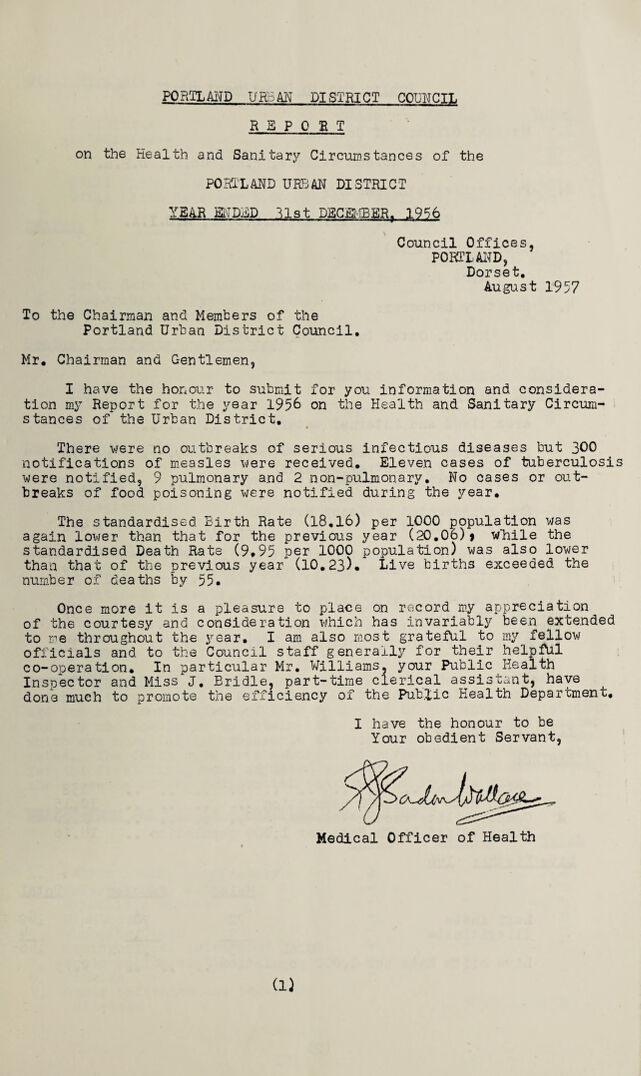 PORTLAND URBAN DISTRICT COUNCIL
REPORT
on the Health and Sanitary Circumstances of the
PORTLAND URBAN DISTRICT
YEAR ENDED 31st DECEMBER, 1956
Council Offices,
PORTLAND,
Dorset.
August 1957
To the Chairman and Members of the
Portland Urban District Council.
Mr. Chairman and Gentlemen,
I have the honour to submit for you information and considera-
tion my Report for the year 1956 on the Health and Sanitary Circum-
stances of the Urban District.
There were no outbreaks of serious infectious diseases but 300
notifications of measles were received. Eleven cases of tuberculosis
were notified, 9 pulmonary and 2 non-pulmonary. No cases or out-
breaks of food poisoning were notified during the year.
The standardised Birth Rate (18.16) per 1000 population was
again lower than that for the previous year (20.06), while the
standardised Death Rate (9.95 per 1000 population) was also lower
than that of the previous year (10.23). Live births exceeded the
number of deaths by 55.
Once more it is a pleasure to place on record my appreciation
of the courtesy and consideration which has invariably been extended
to me throughout the year. I am also most grateful to my fellow
officials and to the Council staff generally for their helpful
co-operation. In particular Mr. Williams, your Public Health
Inspector and Miss J. Bridle, part-time clerical assistant, have
done much to promote the efficiency of the Public Health Department.
I have the honour to be
Your obedient Servant,
Wallace
Medical Officer of Health
(1)